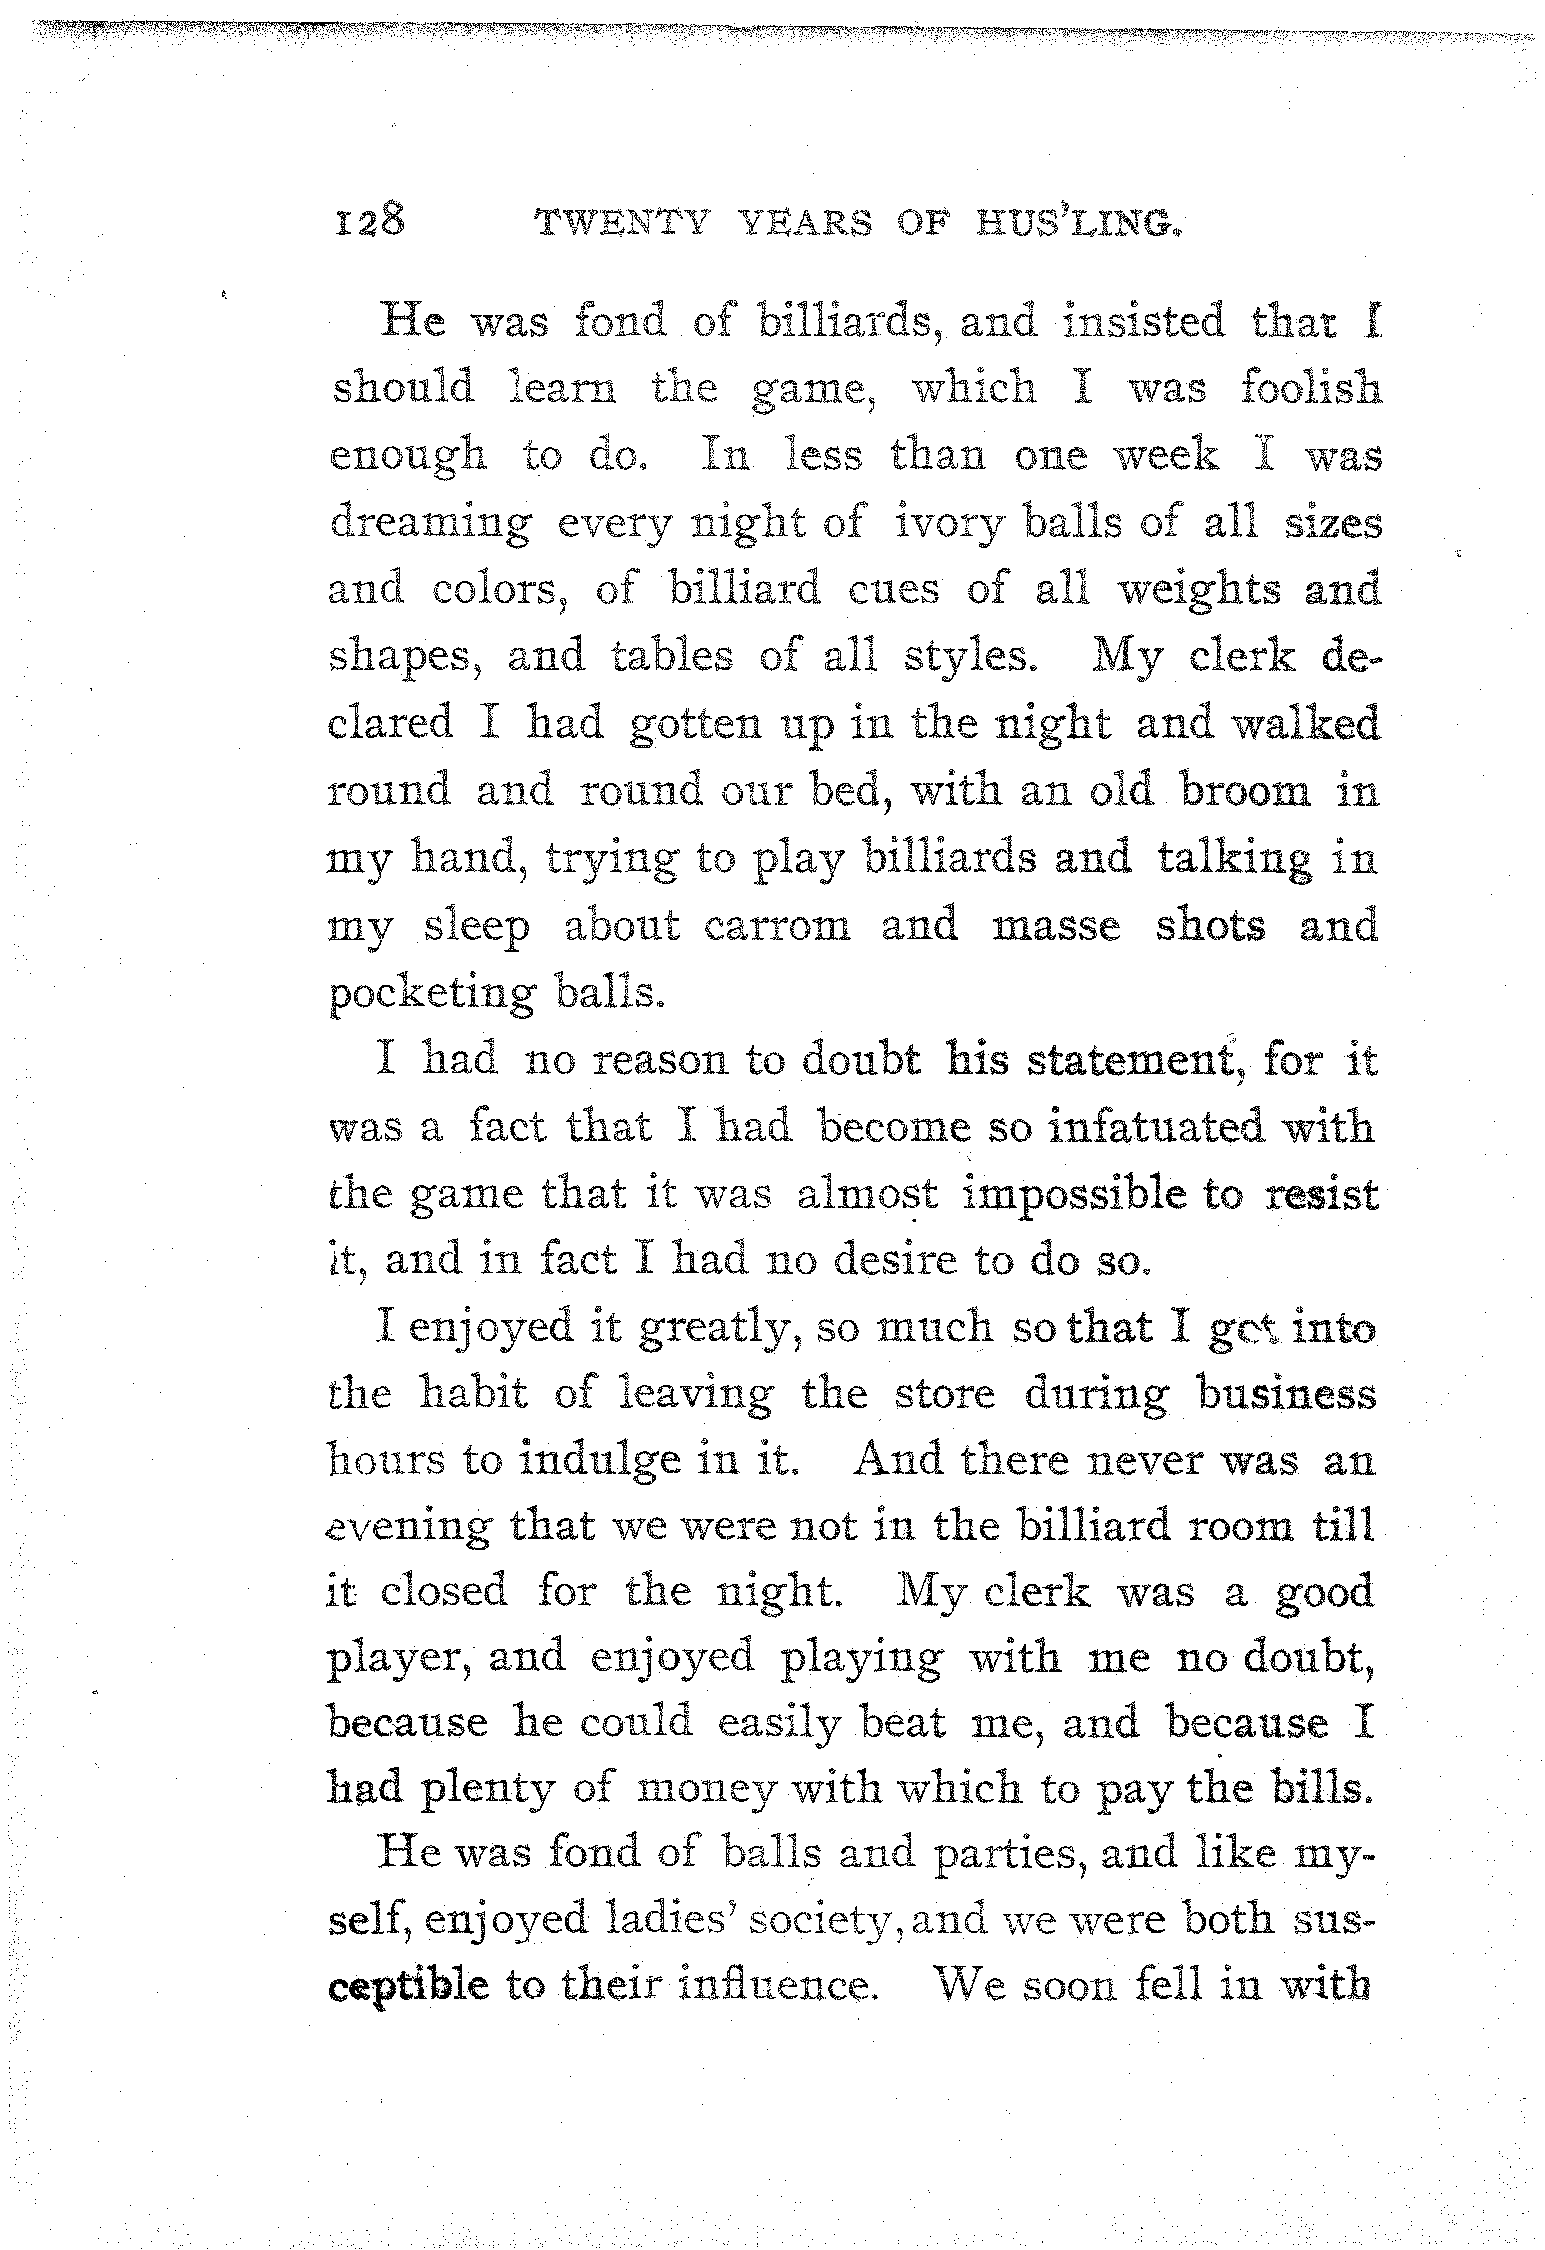 128 TWENTY YEARS OF HUS'LING.
He was fond of billiards, and insisted that I
should learn the game, which I was foolish
enough to do. In less than one week I was
dreaming every night of ivory balls of all sizes
and colors, of billiard cues of all weights and
shapes, and tables of all styles. My clerk de-
clared I had gotten up in the night and walked
round and round our bed, with an old broom in
my hand, trying to play billiards and talking in
my sleep about carrom and masse shots and
pocketing balls.
I had no reason to doubt his statement, for it
was a fact that I had become so infatuated with
the game that it was almost impossible to resist
it, and in fact I had no desire to do so.
I enjoyed it greatly, so much so that I got into
the habit of leaving the store during business
hours to indulge in it. And there never was an
evening that we were not in the billiard room till
it closed for the night. My clerk was a good
player, and enjoyed playing with me no doubt,
because he could easily beat me, and because I
had plenty of money with which to pay the bills.
He was fond of balls and parties, and like my-
self, enjoyed ladies' society, and we were both sus-
ceptible to their influence. We soon fell in with